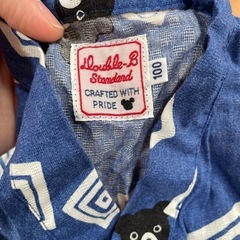 Double-B
Standard
CRAFTED WITH
PRIDE
100